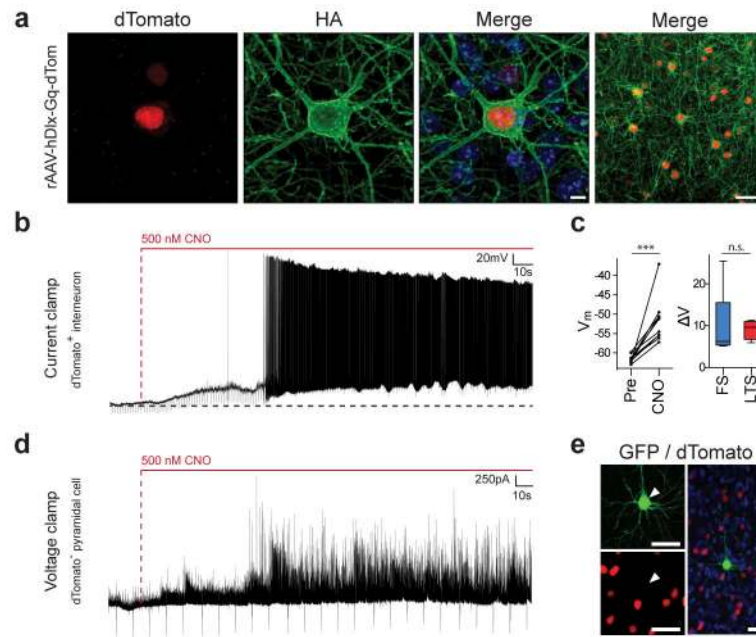 a
dTomato
HA
Merge
Merge
rAAV-hDlx-Gq-dTom
b
500 nM CNO
20mV
10s
Current clamp
dTomato+ interneuron
c
***
-40
-45
-50
-55
-60
Vm
Pre
CNO
n.s.
20
10
0
ΔV
FS
LTS
d
500 nM CNO
250pA
10s
Voltage clamp
dTomato- pyramidal cell
e
GFP / dTomato